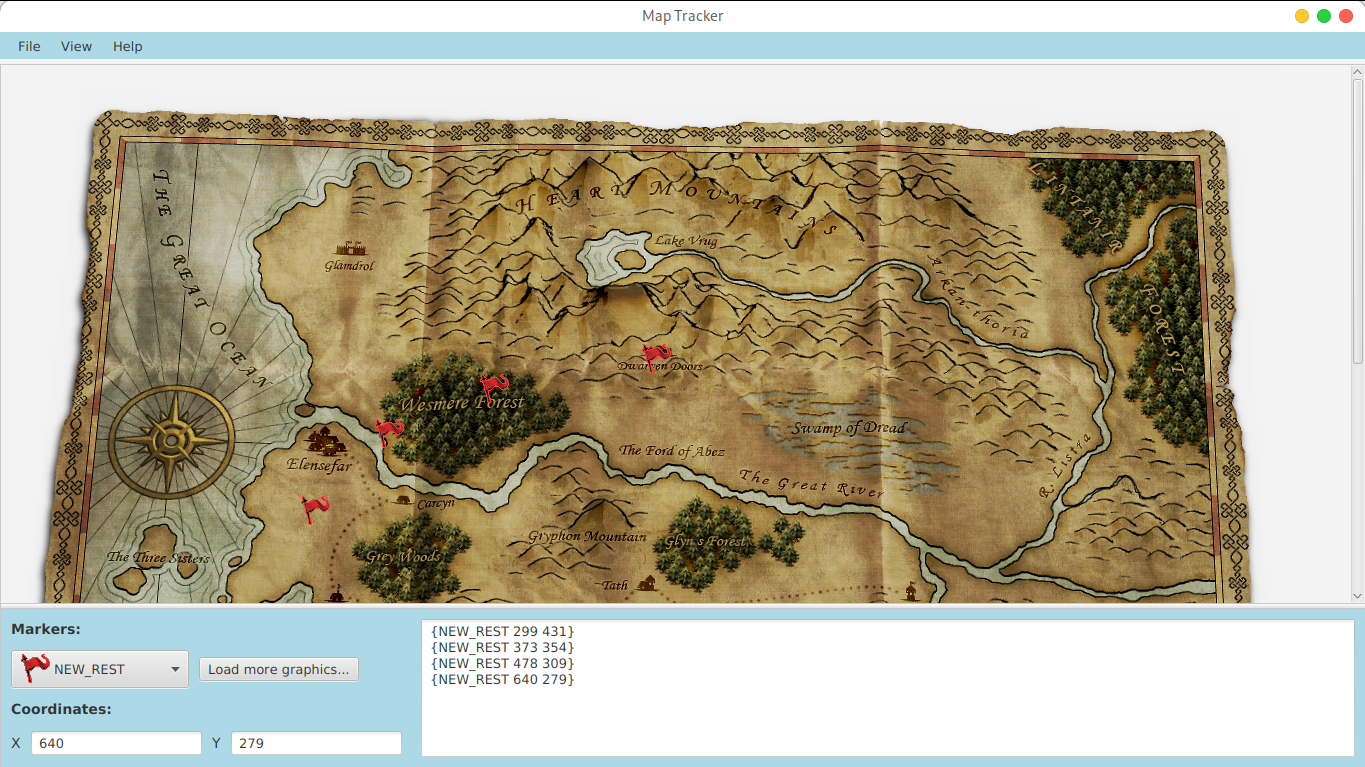 Map Tracker
File View Help
THE GREAT OCEAN
HEART MOUNTAINS
LINTANIR FOREST
Lake Vrug
Glamdrol
Arkan thoria
Dwarven Doors
Wesmere Forest
Swamp of Dread
The Ford of Abez
Elensefar
R. Listra
The Great River
Carcyn
Gryphon Mountain
Glyn's Forest
Grey Woods
The Three Sisters
Tath
Markers:
NEW_REST
Load more graphics...
Coordinates:
X 640 Y 279
{NEW_REST 299 431}
{NEW_REST 373 354}
{NEW_REST 478 309}
{NEW_REST 640 279}